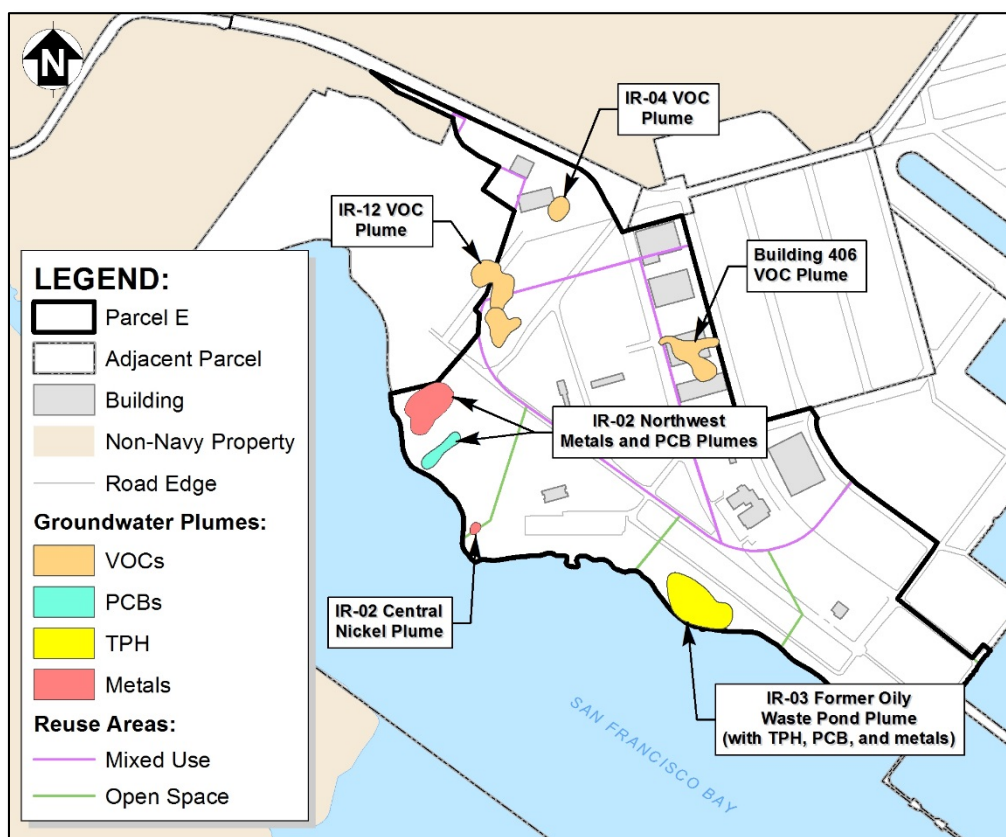 N
IR-04 VOC
Plume
IR-12 VOC
Plume
Building 406
VOC Plume
IR-02 Northwest
Metals and PCB Plumes
IR-02 Central
Nickel Plume
IR-03 Former Oily
Waste Pond Plume
(with TPH, PCB, and metals)
SAN FRANCISCO BAY
LEGEND:
Parcel E
Adjacent Parcel
Building
Non-Navy Property
Road Edge
Groundwater Plumes:
VOCs
PCBs
TPH
Metals
Reuse Areas:
Mixed Use
Open Space